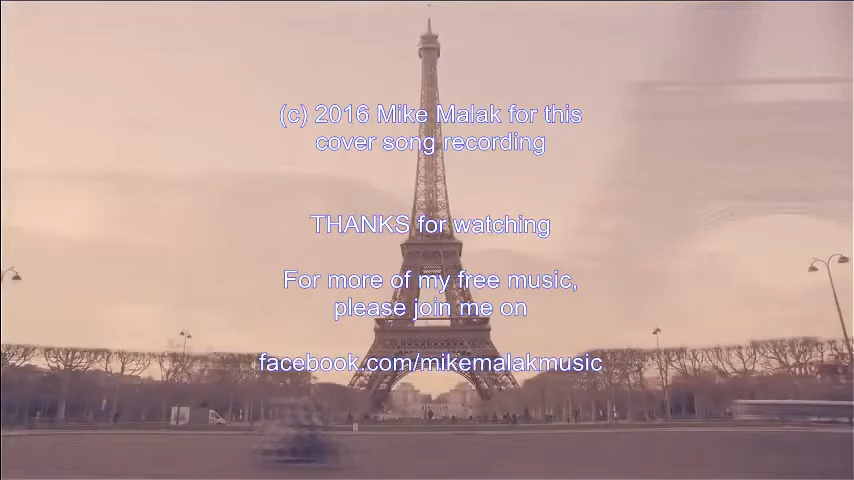 (c) 2016 Mike Malak for this
cover song recording
THANKS for watching
For more of my free music,
please join me on
facebook.com/mikemalakmusic